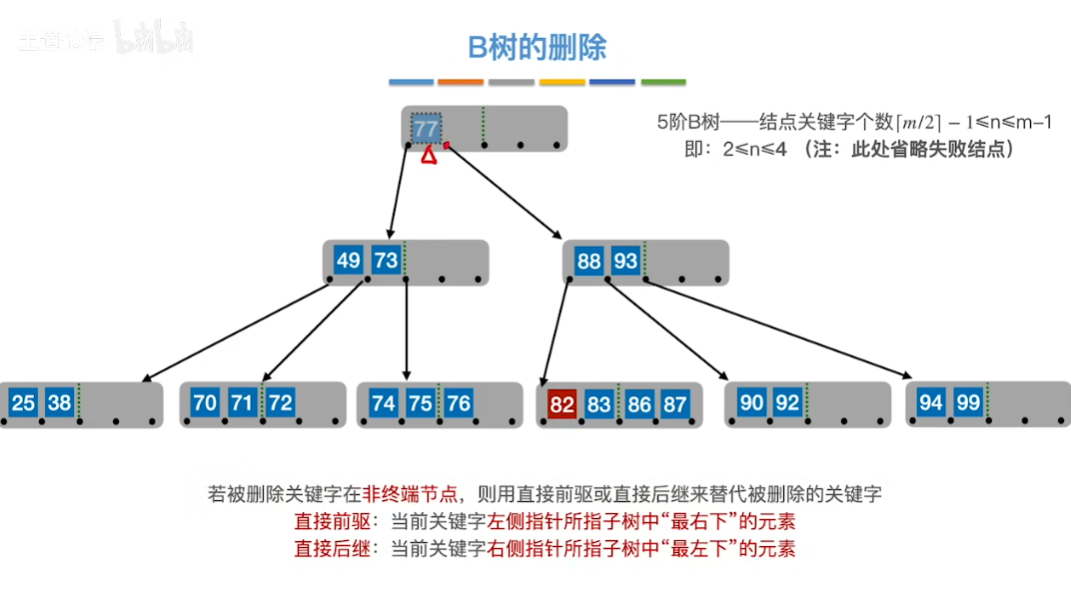 王道论坛 bilibili
B树的删除
77
5阶B树——结点关键字个数⌈m/2⌉ − 1≤n≤m–1
即：2≤n≤4 （注：此处省略失败结点）
49 73
88 93
25 38
70 71 72
74 75 76
82 83 86 87
90 92
94 99
若被删除关键字在非终端节点，则用直接前驱或直接后继来替代被删除的关键字
直接前驱：当前关键字左侧指针所指子树中“最右下”的元素
直接后继：当前关键字右侧指针所指子树中“最左下”的元素